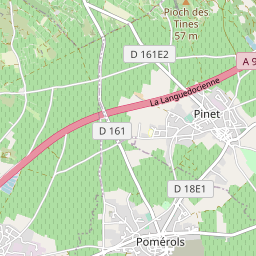 Pioch des
Tines
57 m
D 161E2
A 9
La Languedocienne
Pinet
D 161
D 18E1
Pomérols